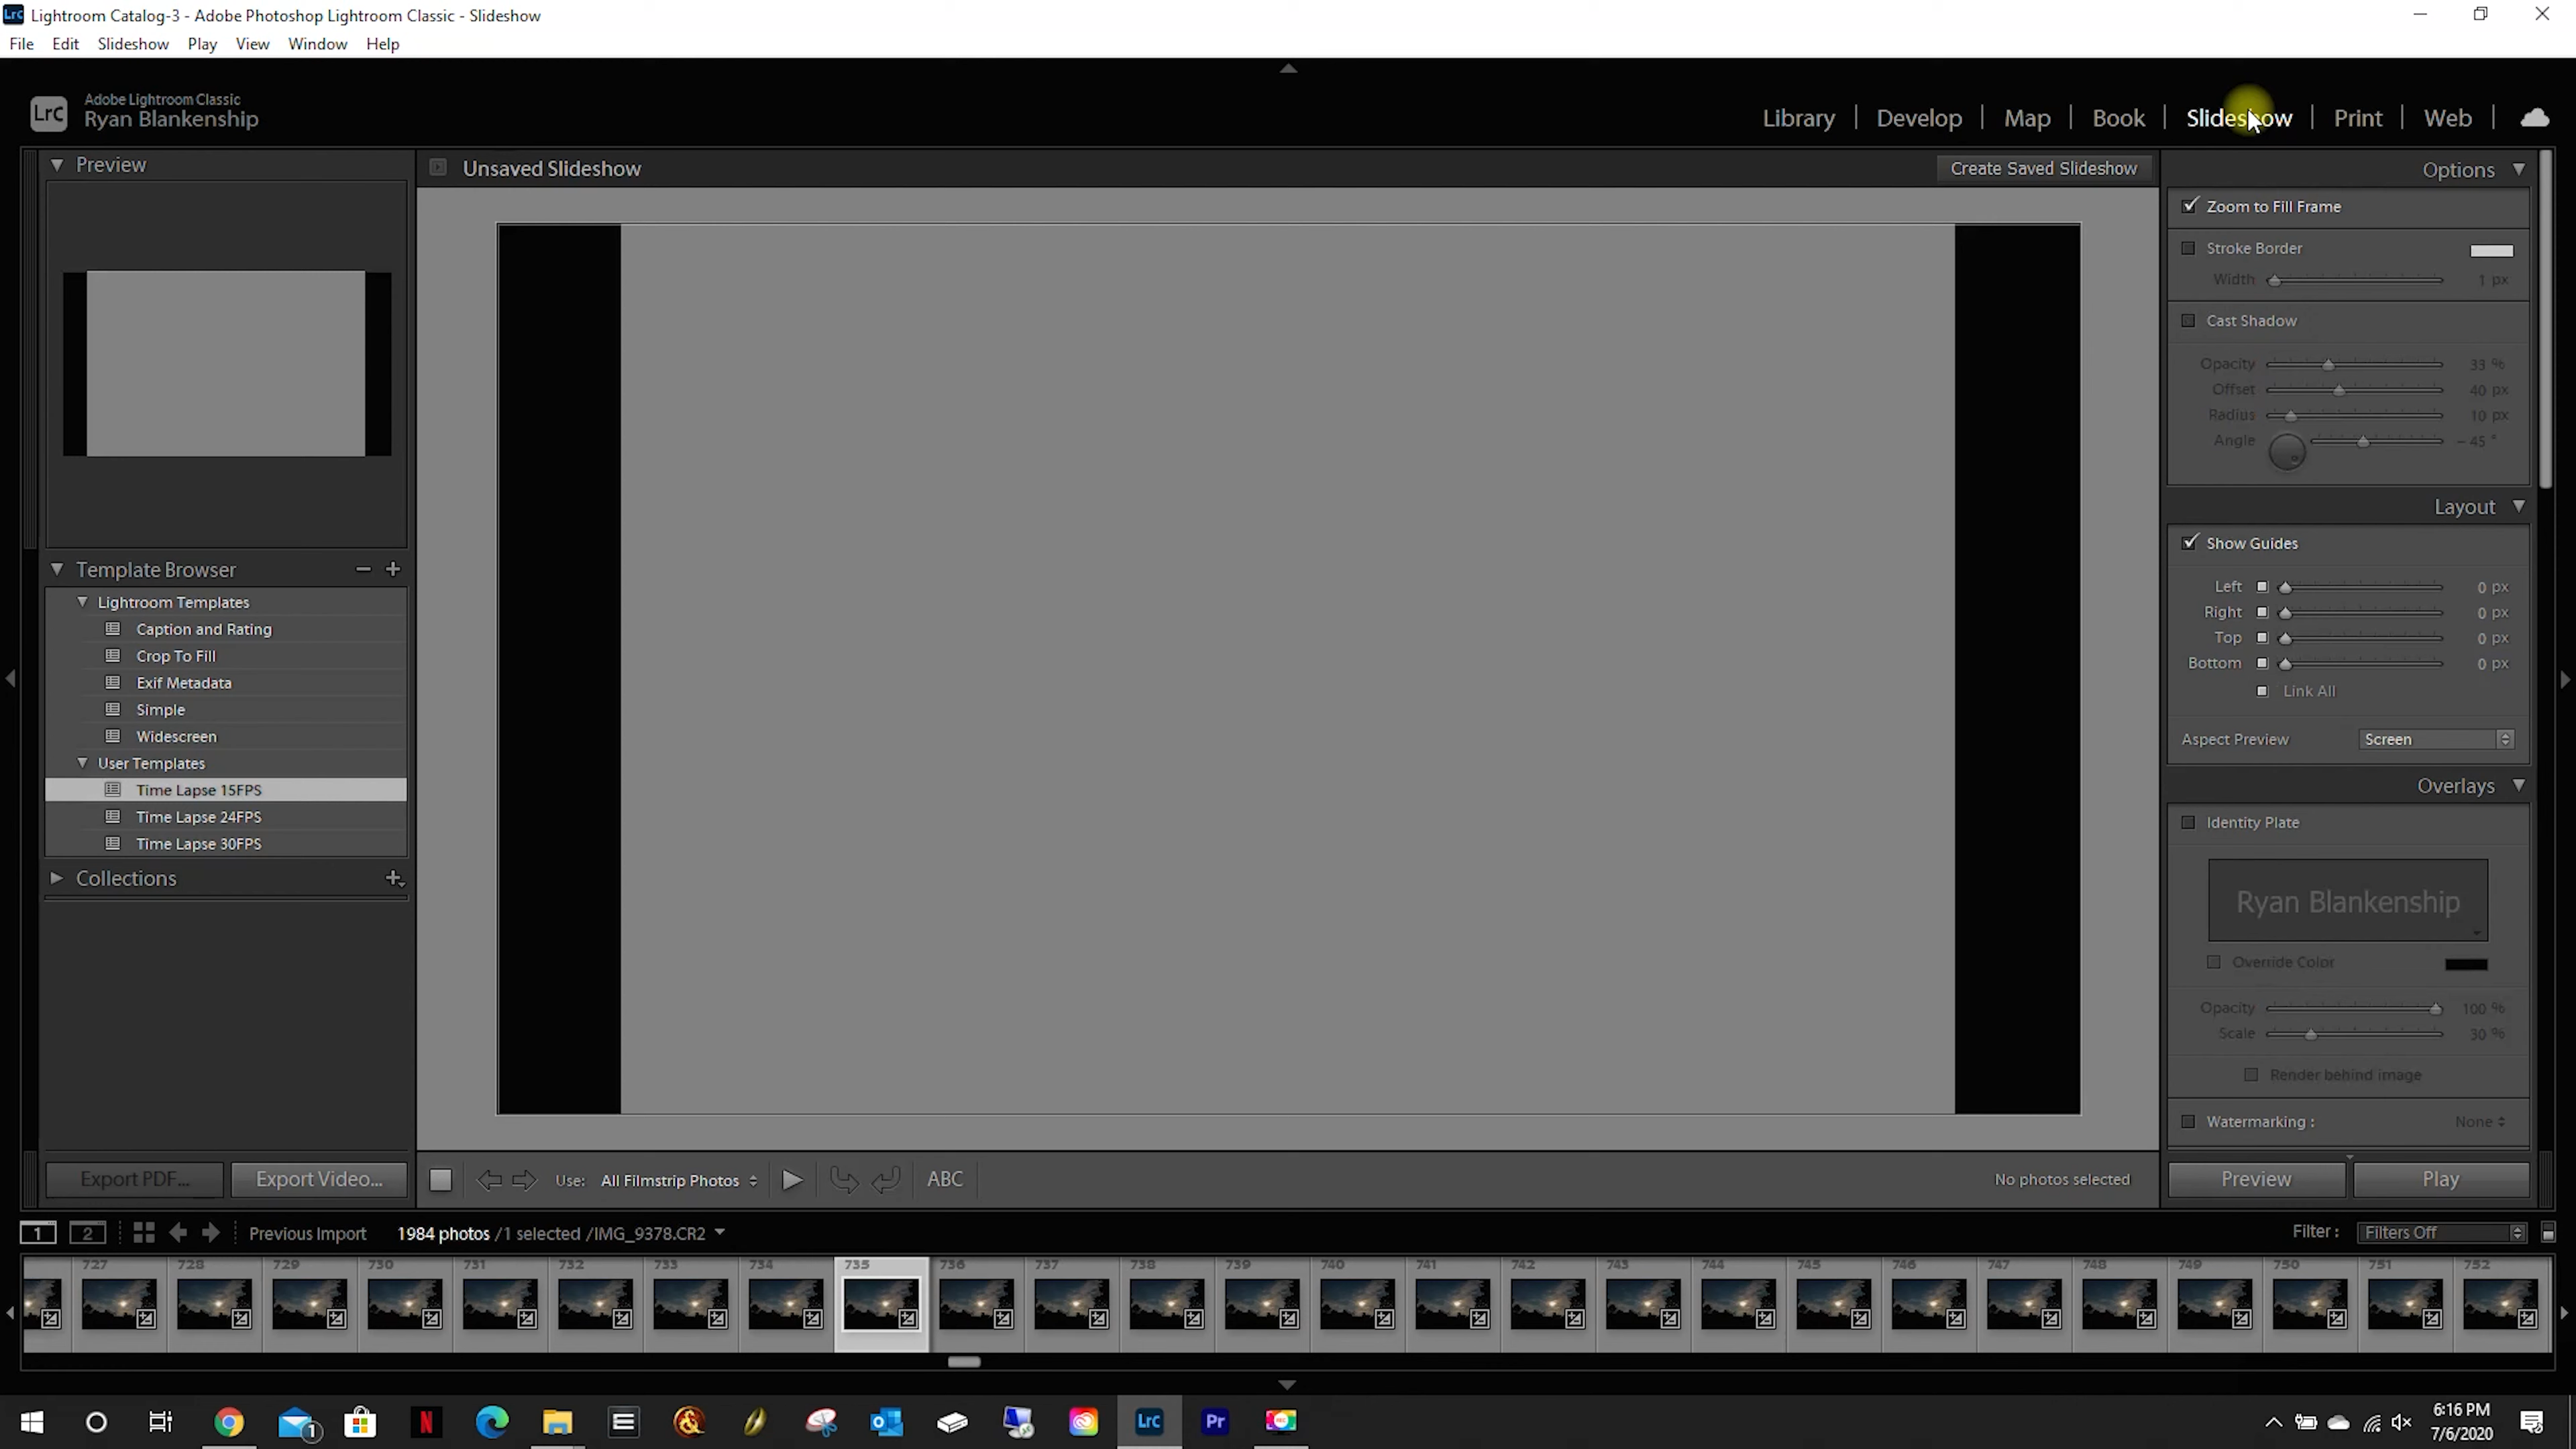 Lightroom Catalog-3 - Adobe Photoshop Lightroom Classic - Slideshow
File Edit Slideshow Play View Window Help
LrC
Adobe Lightroom Classic
Ryan Blankenship
Library | Develop | Map | Book | Slideshow | Print | Web
Preview
Unsaved Slideshow
Create Saved Slideshow
Options
Zoom to Fill Frame
Stroke Border
Width 1 px
Cast Shadow
Opacity 33 %
Offset 40 px
Radius 10 px
Angle - 45 °
Layout
Show Guides
Left 0 px
Right 0 px
Top 0 px
Bottom 0 px
Link All
Aspect Preview Screen
Template Browser
Lightroom Templates
Caption and Rating
Crop To Fill
Exif Metadata
Simple
Widescreen
User Templates
Time Lapse 15FPS
Time Lapse 24FPS
Time Lapse 30FPS
Collections
Overlays
Identity Plate
Ryan Blankenship
Override Color
Opacity 100 %
Scale 30 %
Render behind image
Watermarking : None
Export PDF... Export Video...
Use: All Filmstrip Photos ABC No photos selected
Preview Play
1 2 Previous Import 1984 photos /1 selected /IMG_9378.CR2
Filter : Filters Off
727 728 729 730 731 732 733 734 735 736 737 738 739 740 741 742 743 744 745 746 747 748 749 750 751 752
1 N LrC Pr
6:16 PM
7/6/2020